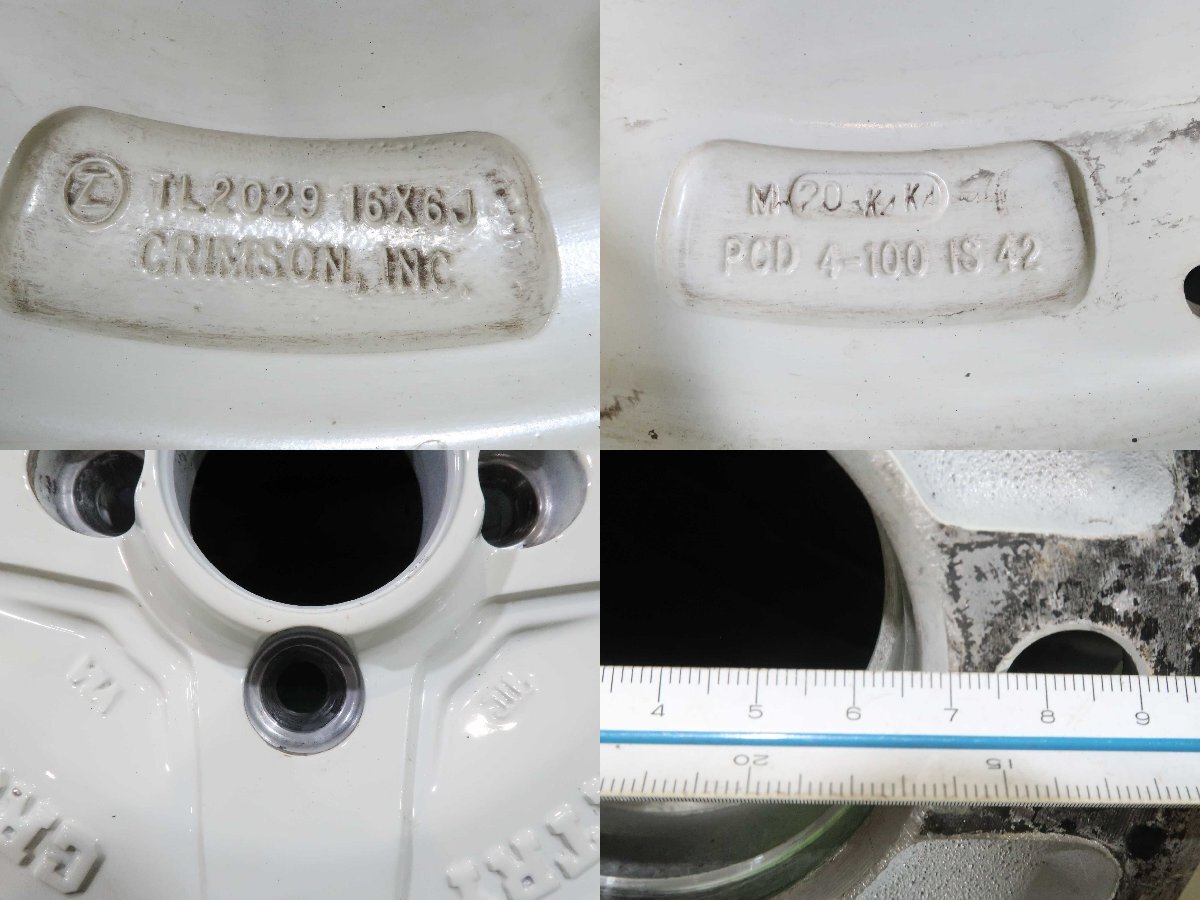 TL2029 16X6J
CRIMSON, INC.
M 20 K K
PCD 4-100 IS 42
4 5 6 7 8 9
20 15